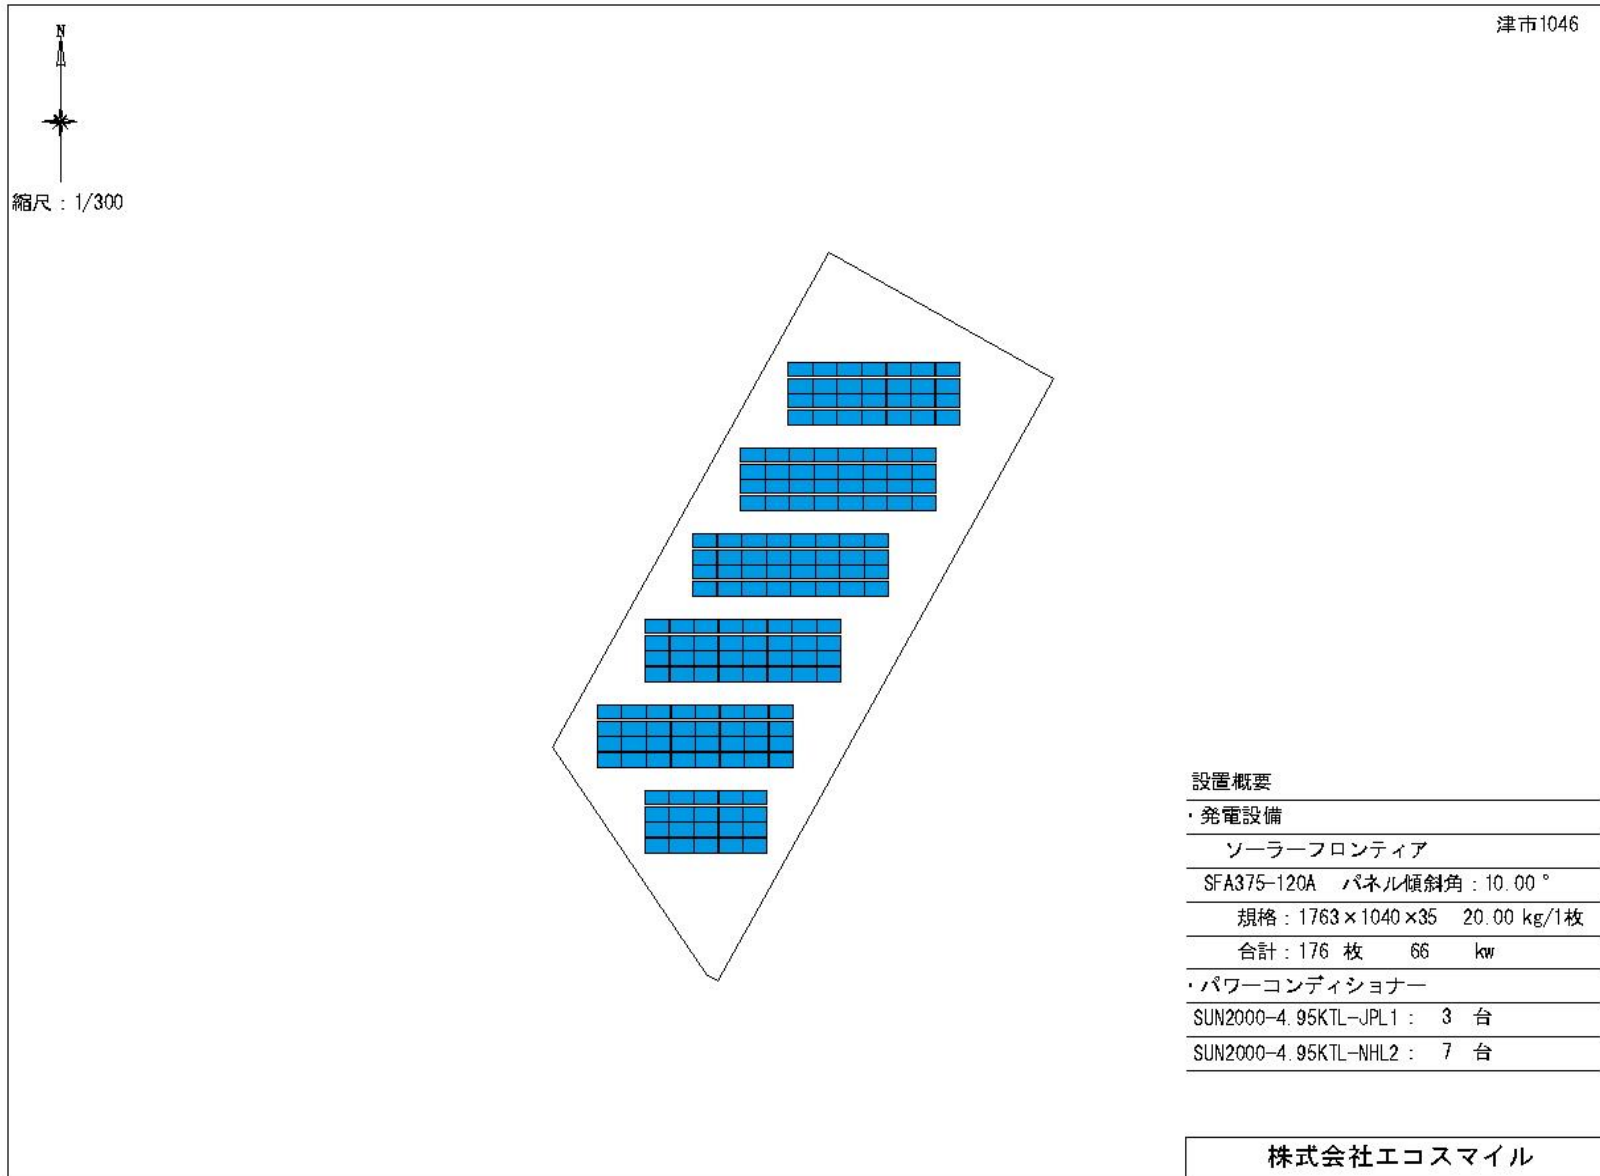 津市1046
N
縮尺：1/300
設置概要
・発電設備
ソーラーフロンティア
SFA375-120A パネル傾斜角：10.00°
規格：1763×1040×35 20.00 kg/1枚
合計：176 枚 66 kw
・パワーコンディショナー
SUN2000-4.95KTL-JPL1： 3 台
SUN2000-4.95KTL-NHL2： 7 台
株式会社エコスマイル